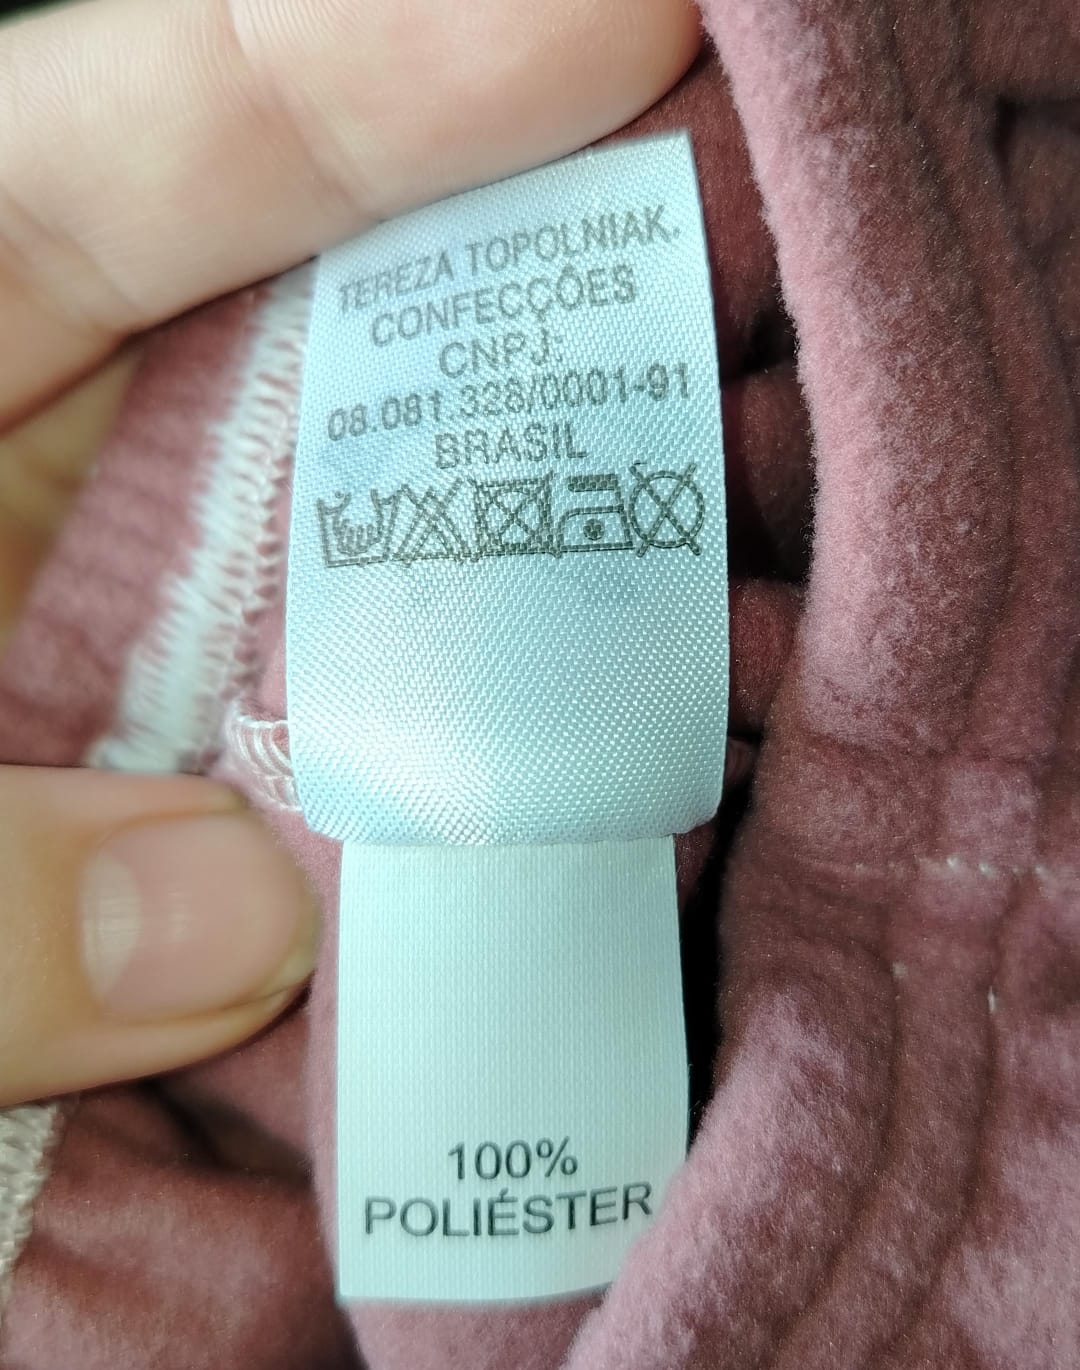 TEREZA TOPOLNIAK.
CONFECÇÕES
CNPJ:
08.081.328/0001-91
BRASIL
100%
POLIÉSTER